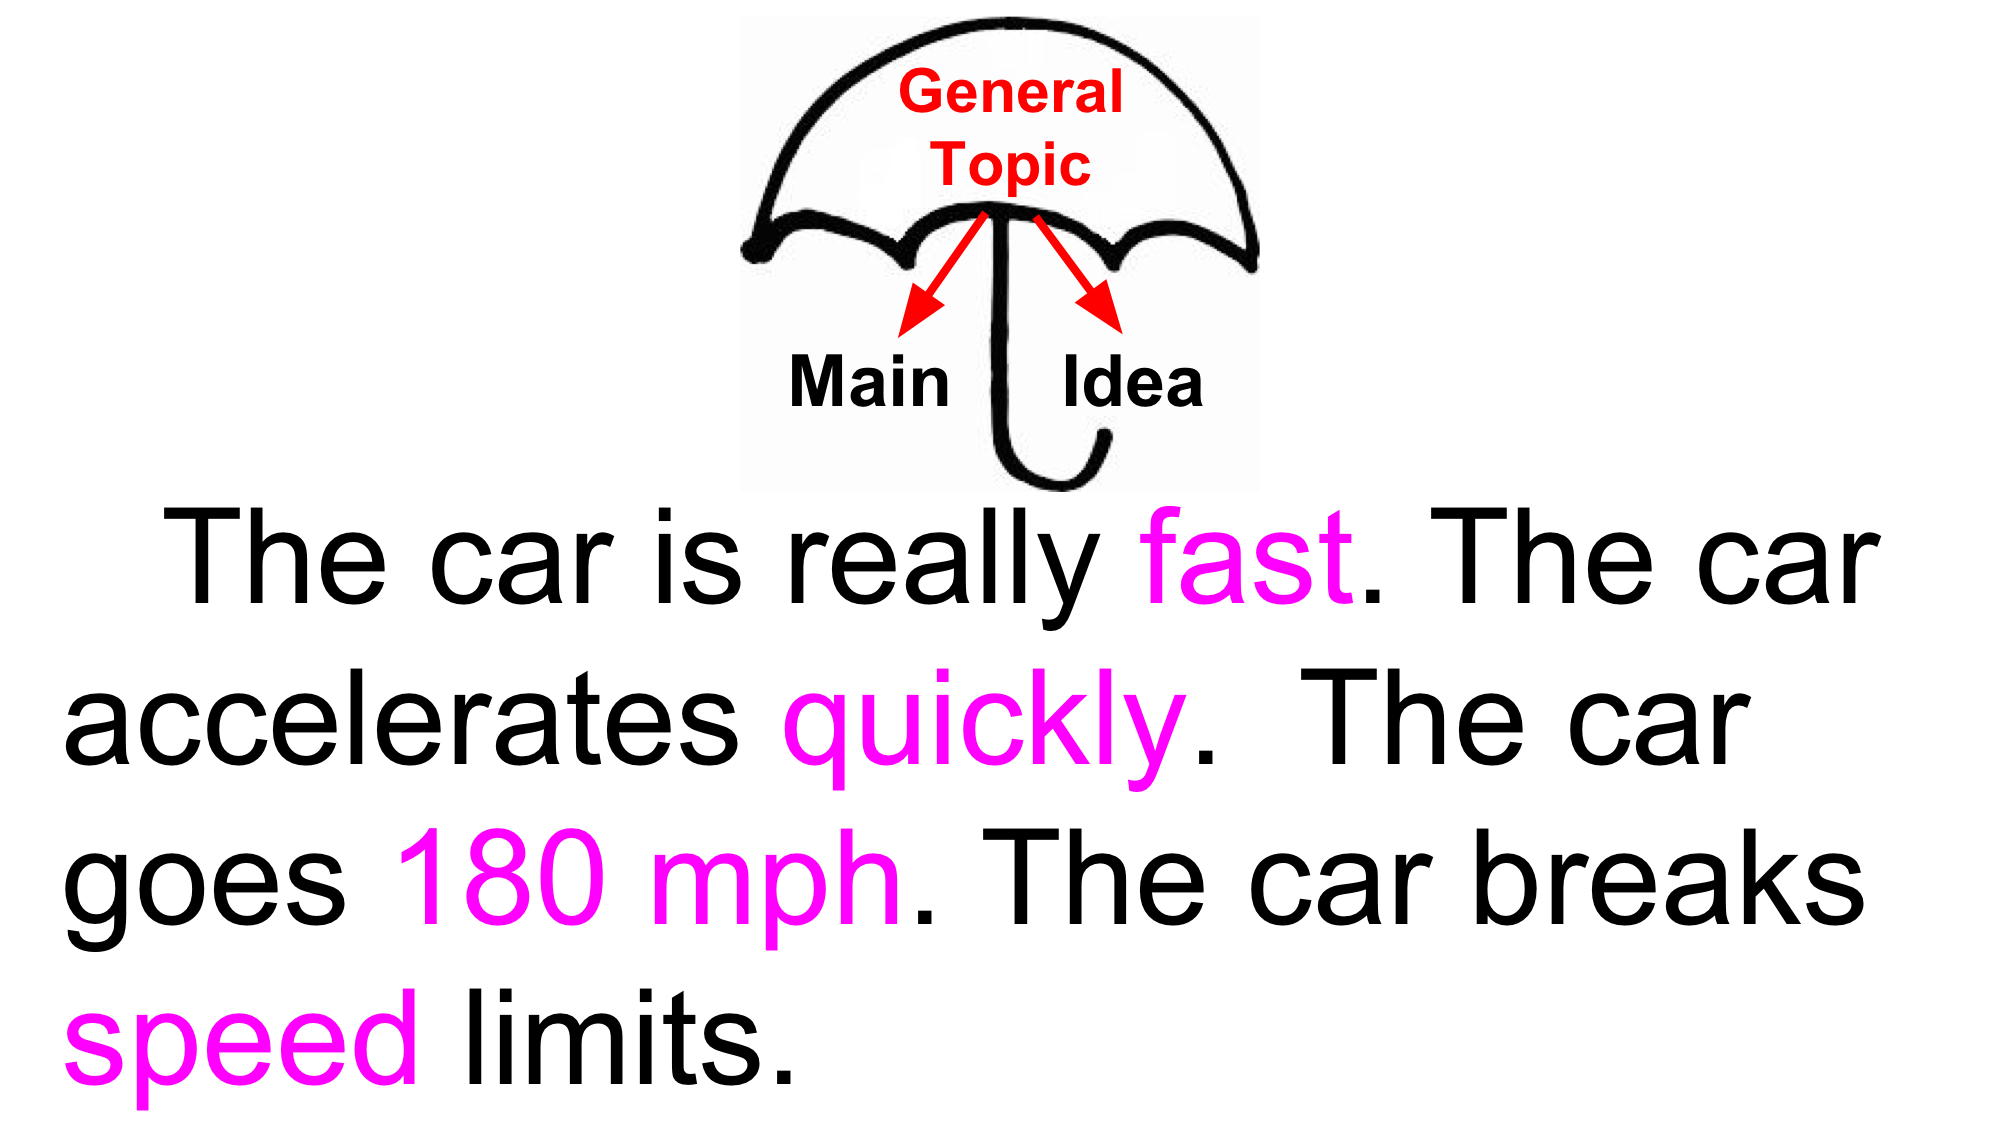 General
Topic
Main Idea
The car is really fast. The car
accelerates quickly.  The car
goes 180 mph. The car breaks
speed limits.